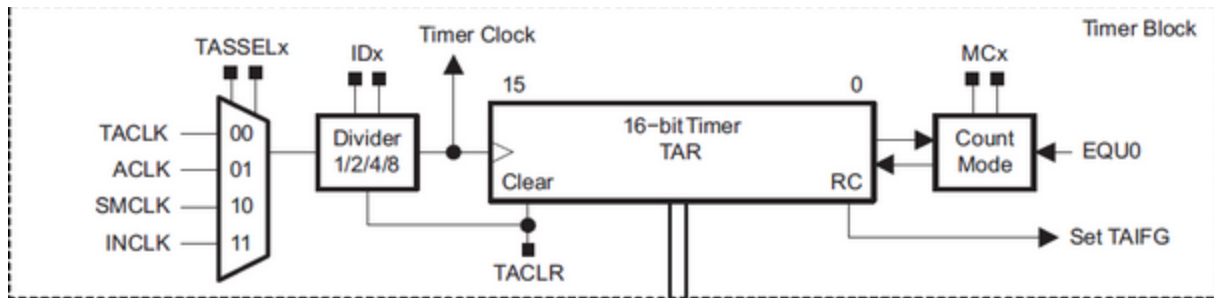 Timer Block
Timer Clock
TASSELx
IDx
MCx
15
0
TACLK
00
ACLK
01
SMCLK
10
INCLK
11
Divider
1/2/4/8
16−bit Timer
TAR
Clear
RC
Count
Mode
EQU0
Set TAIFG
TACLR